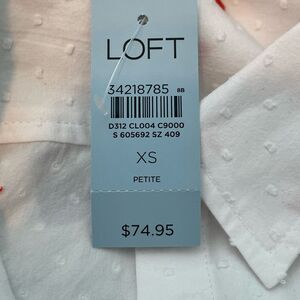 LOFT
34218785 8B
D312 CL004 C9000
S 605692 SZ 409
XS
PETITE
$74.95